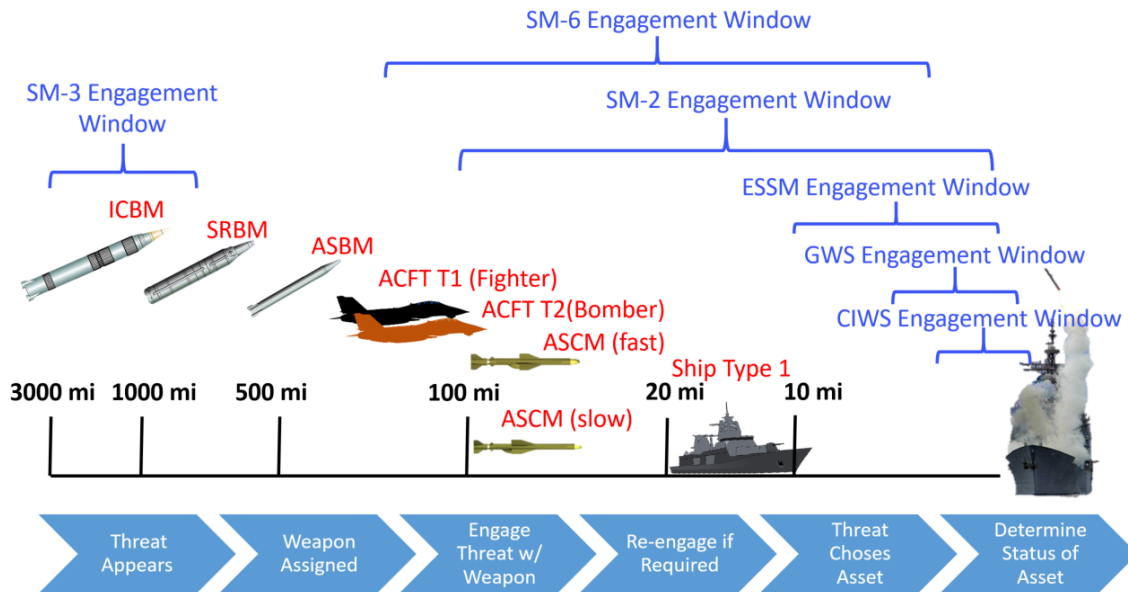 SM-6 Engagement Window
SM-3 Engagement
Window
SM-2 Engagement Window
ESSM Engagement Window
ICBM
SRBM
ASBM
GWS Engagement Window
ACFT T1 (Fighter)
ACFT T2(Bomber)
CIWS Engagement Window
ASCM (fast)
Ship Type 1
3000 mi
1000 mi
500 mi
100 mi
20 mi
10 mi
ASCM (slow)
Threat
Appears
Weapon
Assigned
Engage
Threat w/
Weapon
Re-engage if
Required
Threat
Choses
Asset
Determine
Status of
Asset